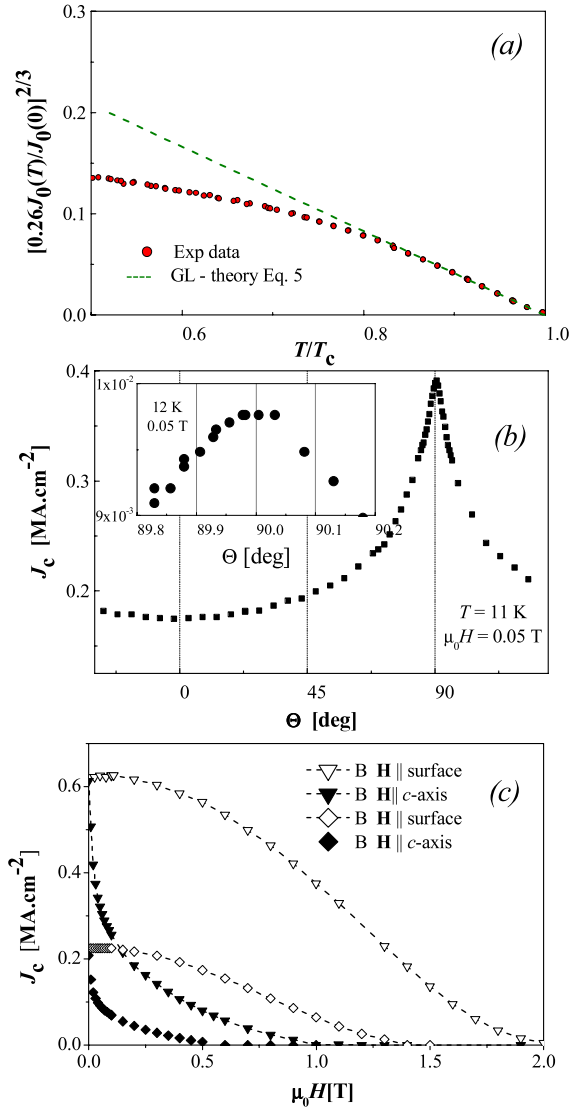 (a)
[0.26J₀(T)/J₀(0)]^2/3
0.3
0.2
0.1
0.0
Exp data
GL - theory Eq. 5
0.6
0.8
1.0
T/Tc
(b)
Jc [MA.cm⁻²]
0.4
0.3
0.2
1x10⁻²
9x10⁻³
12 K
0.05 T
89.8
89.9
90.0
90.1
90.2
Θ [deg]
T = 11 K
μ₀H = 0.05 T
0
45
90
Θ [deg]
(c)
Jc [MA.cm⁻²]
0.6
0.4
0.2
0.0
B H || surface
B H|| c-axis
B H || surface
B H || c-axis
0.0
0.5
1.0
1.5
2.0
μ₀H[T]